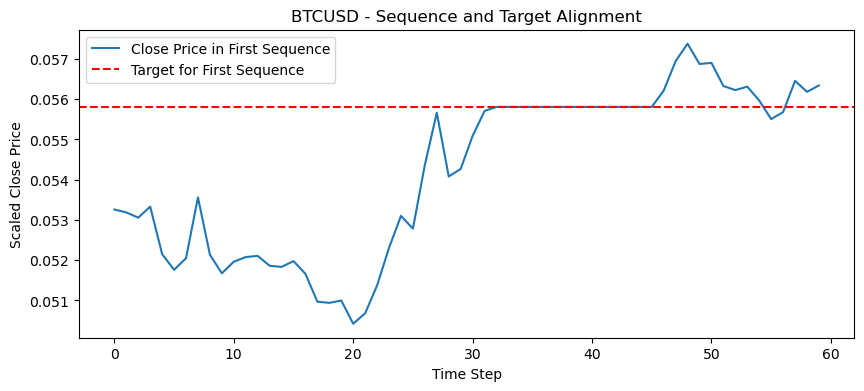 BTCUSD - Sequence and Target Alignment
Close Price in First Sequence
Target for First Sequence
Scaled Close Price
0.057
0.056
0.055
0.054
0.053
0.052
0.051
0 10 20 30 40 50 60
Time Step